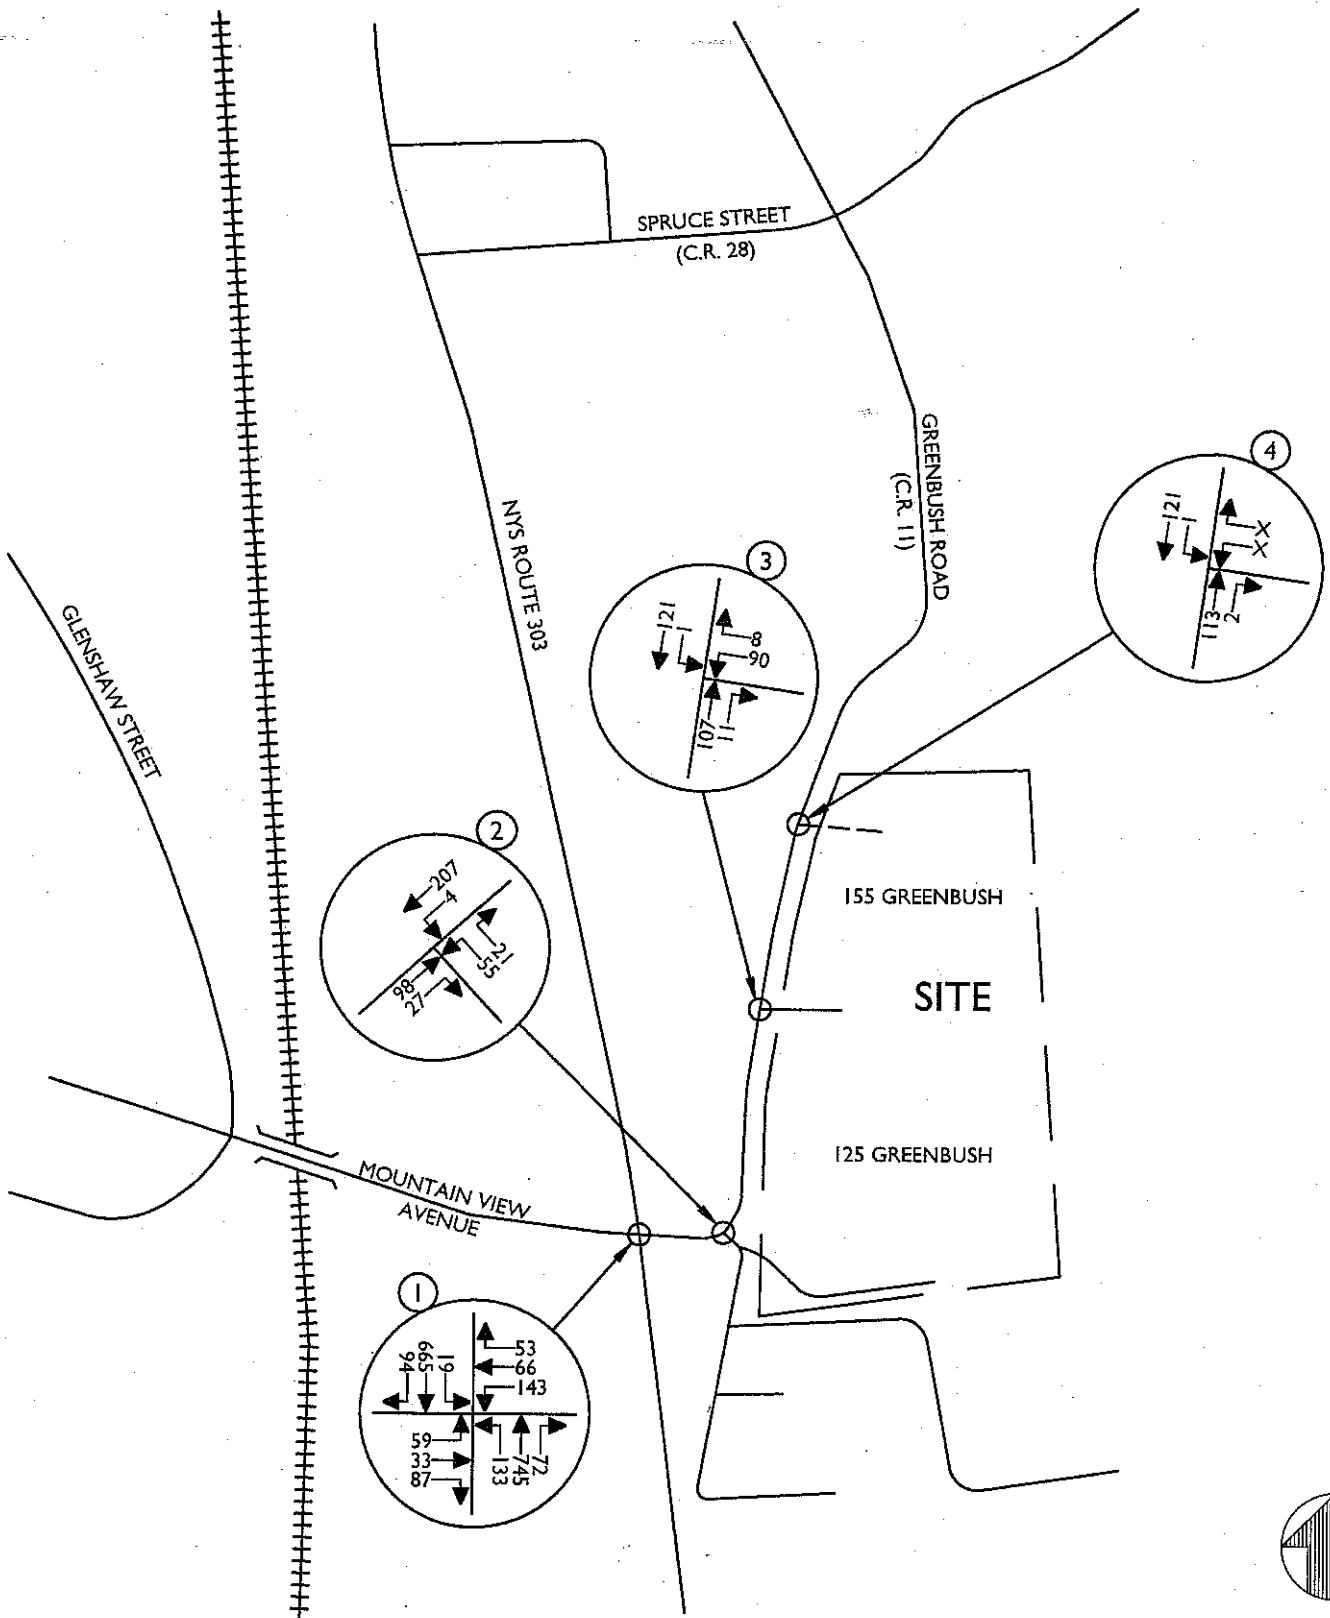 SPRUCE STREET
(C.R. 28)
GREENBUSH ROAD
(C.R. 11)
NYS ROUTE 303
GLENSHAW STREET
4
121
1
X
X
113
2
3
121
1
8
90
107
11
2
207
4
21
55
98
27
155 GREENBUSH
SITE
125 GREENBUSH
MOUNTAIN VIEW
AVENUE
1
94
665
19
53
66
143
59
33
87
133
745
72